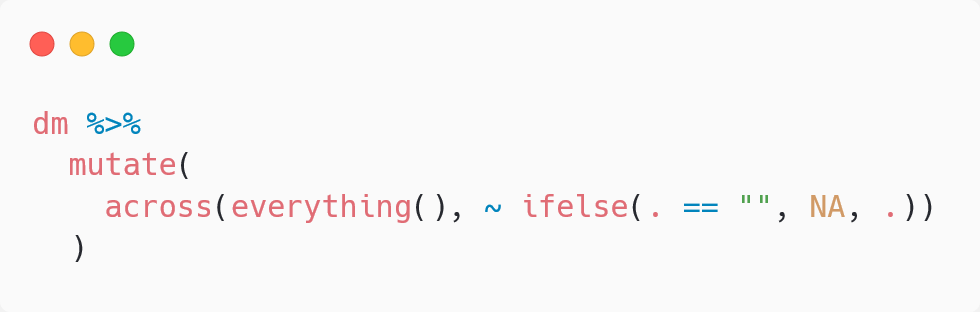 dm %>%
  mutate(
    across(everything(), ~ ifelse(. == "", NA, .))
  )